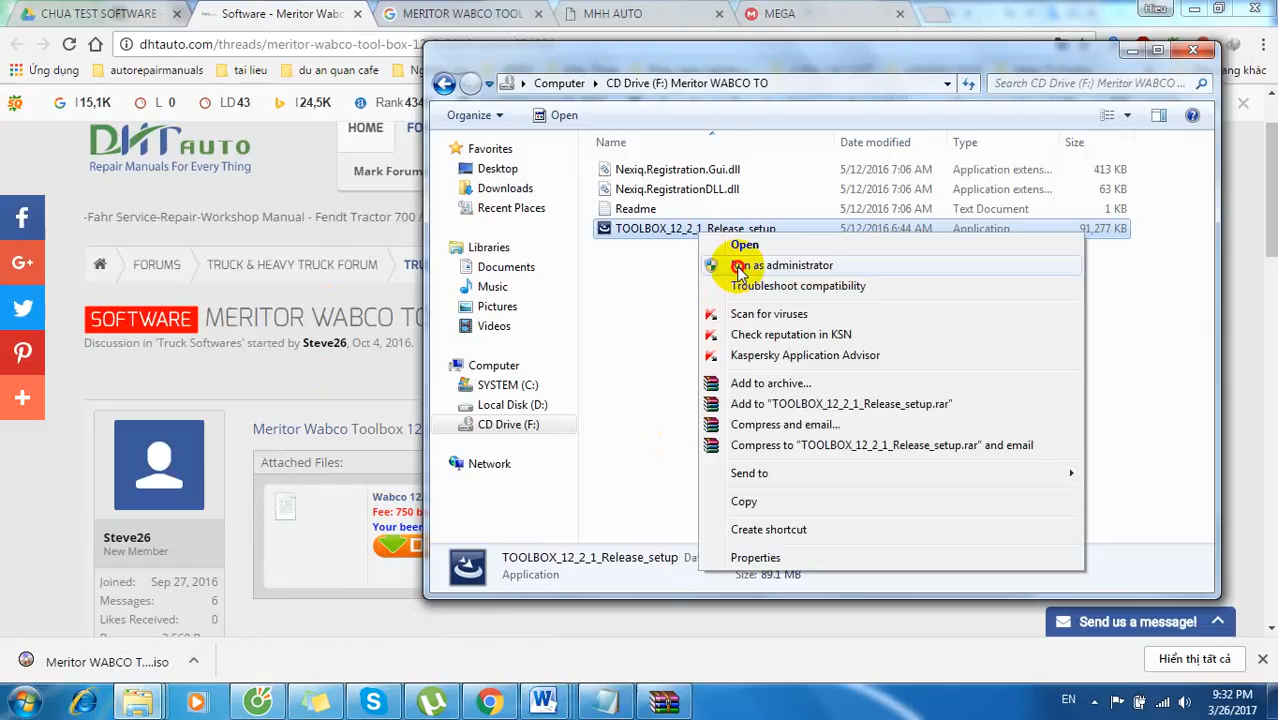 CHUA TEST SOFTWARE -
Software - Meritor Wabc
MERITOR WABCO TOOL
MHH AUTO
MEGA
Hieu
dhtauto.com/threads/meritor-wabco-tool-box-12
Ứng dụng
autorepairmanuals
tai lieu
du an quan cafe
ng khác
I 15,1K
L 0
LD 43
I 24,5K
Rank 434
DHT AUTO
Repair Manuals For Everything
HOME
FO
Mark Forum
-Fahr Service-Repair-Workshop Manual - Fendt Tractor 700
FORUMS
TRUCK & HEAVY TRUCK FORUM
TRU
SOFTWARE
MERITOR WABCO TO
Discussion in 'Truck Softwares' started by Steve26, Oct 4, 2016.
Meritor Wabco Toolbox 12
Attached Files:
Wabco 12
Fee: 750 b
Your beer
D
Steve26
New Member
Joined: Sep 27, 2016
Messages: 6
Likes Received: 0
Computer
CD Drive (F:) Meritor WABCO TO
Search CD Drive (F:) Meritor WABCO ...
Organize
Open
Favorites
Desktop
Downloads
Recent Places
Libraries
Documents
Music
Pictures
Videos
Computer
SYSTEM (C:)
Local Disk (D:)
CD Drive (F:)
Network
Name
Date modified
Type
Size
Nexiq.Registration.Gui.dll
5/12/2016 7:06 AM
Application extens...
413 KB
Nexiq.RegistrationDLL.dll
5/12/2016 7:06 AM
Application extens...
63 KB
Readme
5/12/2016 7:06 AM
Text Document
1 KB
TOOLBOX_12_2_1_Release_setup
5/12/2016 6:44 AM
Application
91,277 KB
Open
Run as administrator
Troubleshoot compatibility
Scan for viruses
Check reputation in KSN
Kaspersky Application Advisor
Add to archive...
Add to "TOOLBOX_12_2_1_Release_setup.rar"
Compress and email...
Compress to "TOOLBOX_12_2_1_Release_setup.rar" and email
Send to
Copy
Create shortcut
Properties
TOOLBOX_12_2_1_Release_setup
Application
Size: 89.1 MB
Send us a message!
Meritor WABCO T....iso
Hiển thị tất cả
EN
9:32 PM
3/26/2017